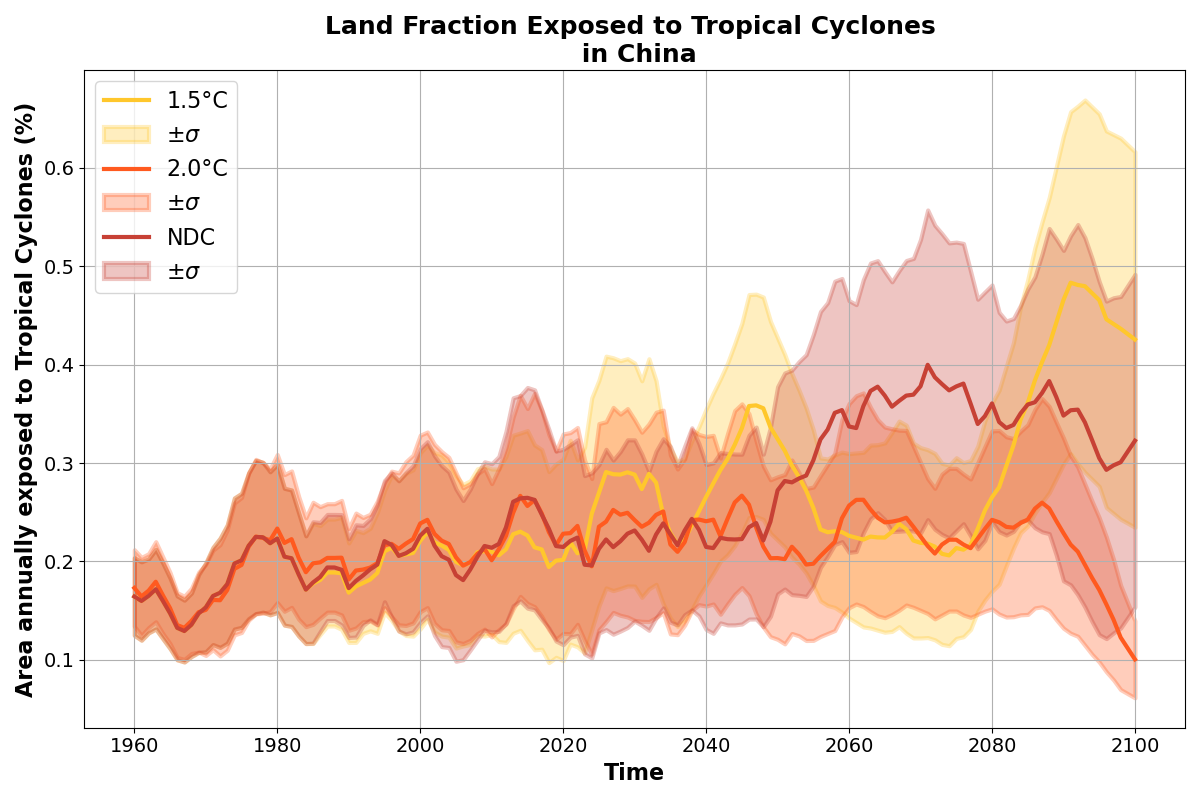 Land Fraction Exposed to Tropical Cyclones
in China
Area annually exposed to Tropical Cyclones (%)
1.5°C
±σ
2.0°C
±σ
NDC
±σ
0.6
0.5
0.4
0.3
0.2
0.1
1960 1980 2000 2020 2040 2060 2080 2100
Time